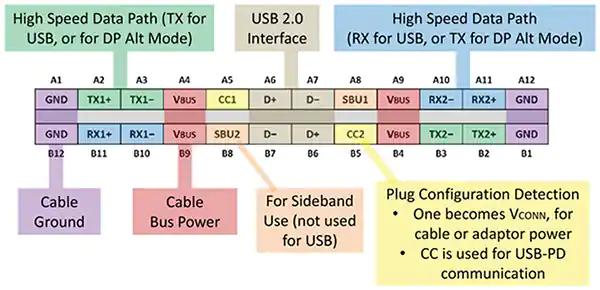 High Speed Data Path (TX for
USB, or for DP Alt Mode)
USB 2.0
Interface
High Speed Data Path
(RX for USB, or TX for DP Alt Mode)
A1 A2 A3 A4 A5 A6 A7 A8 A9 A10 A11 A12
GND TX1+ TX1− VBUS CC1 D+ D− SBU1 VBUS RX2− RX2+ GND
GND RX1+ RX1− VBUS SBU2 D− D+ CC2 VBUS TX2− TX2+ GND
B12 B11 B10 B9 B8 B7 B6 B5 B4 B3 B2 B1
Cable
Ground
Cable
Bus Power
For Sideband
Use (not used
for USB)
Plug Configuration Detection
• One becomes VCONN, for
cable or adaptor power
• CC is used for USB-PD
communication